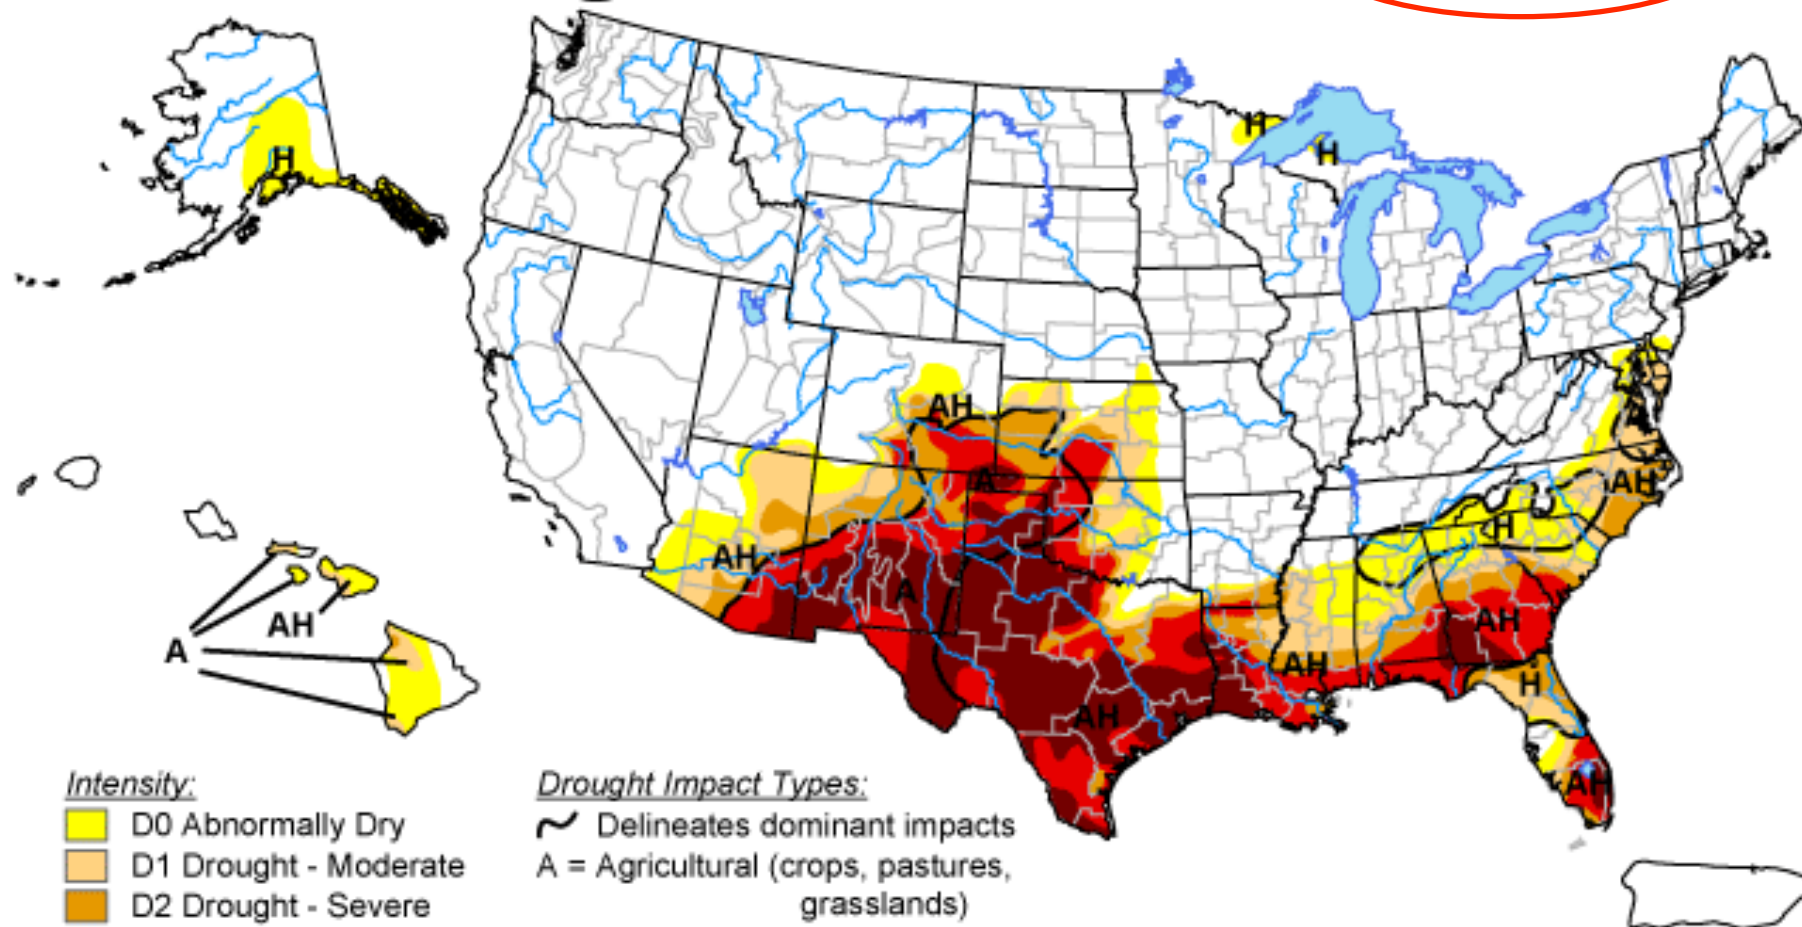 H
H
H
AH
A
AH
H
AH
A
AH
A
AH
AH
H
AH
AH
Intensity:
D0 Abnormally Dry
D1 Drought - Moderate
D2 Drought - Severe
Drought Impact Types:
Delineates dominant impacts
A = Agricultural (crops, pastures,
grasslands)